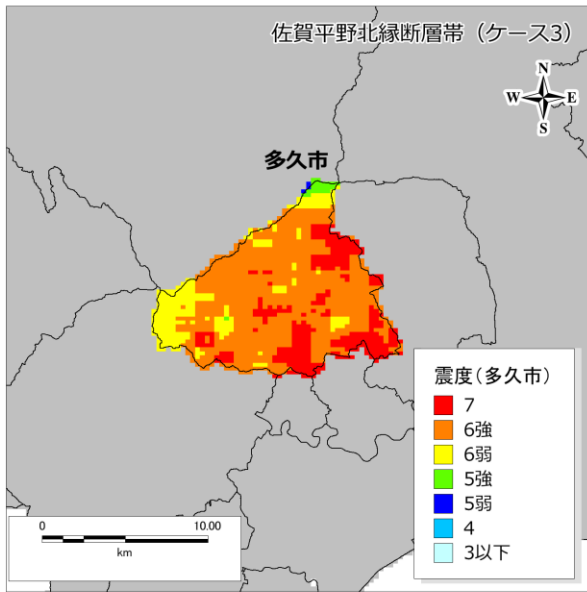 佐賀平野北縁断層帯（ケース3）
N
W E
S
多久市
震度(多久市)
7
6強
6弱
5強
5弱
4
3以下
0 10.00
km